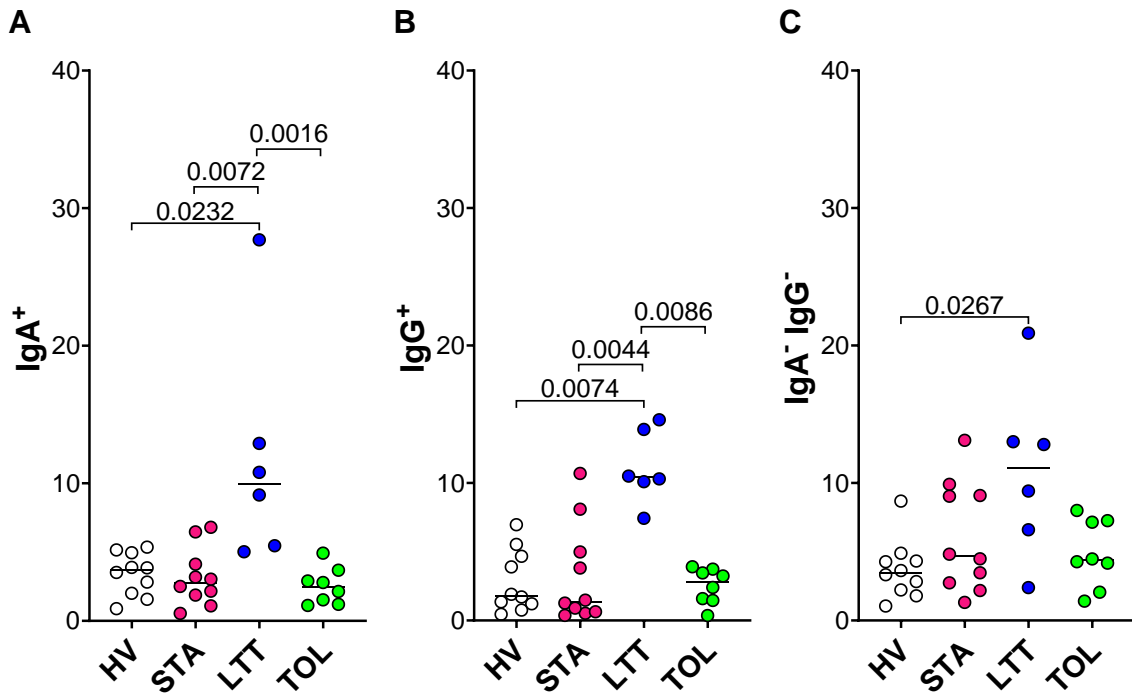 A
B
C
40
30
20
10
0
IgA⁺
0.0016
0.0072
0.0232
HV
STA
LTT
TOL
40
30
20
10
0
IgG⁺
0.0086
0.0044
0.0074
HV
STA
LTT
TOL
40
30
20
10
0
IgA⁻ IgG⁻
0.0267
HV
STA
LTT
TOL